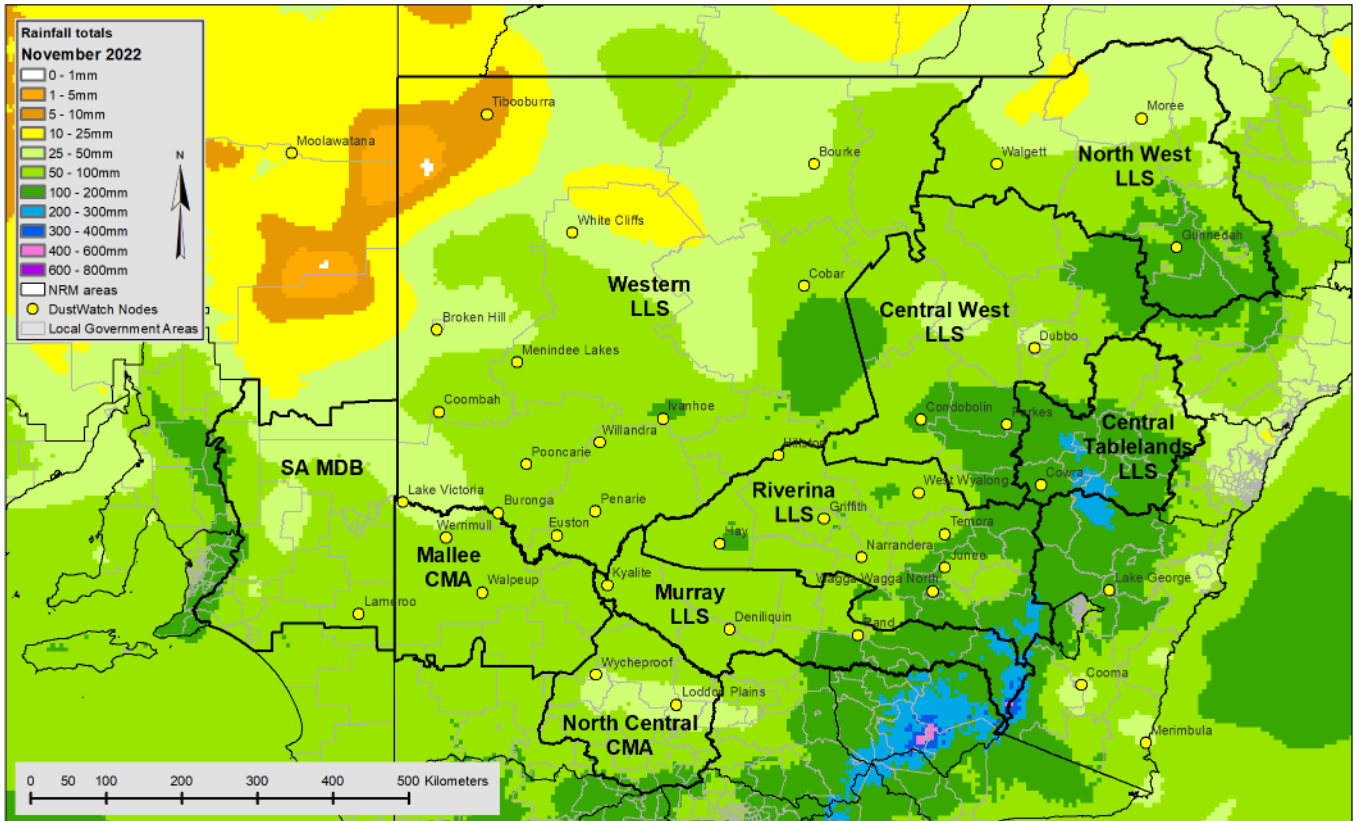 Rainfall totals
November 2022
0 - 1mm
1 - 5mm
5 - 10mm
10 - 25mm
25 - 50mm
50 - 100mm
100 - 200mm
200 - 300mm
300 - 400mm
400 - 600mm
600 - 800mm
NRM areas
DustWatch Nodes
Local Government Areas
N
Tibooburra
Moolawatana
Moree
Bourke
Walgett
North West
LLS
White Cliffs
Gunnedah
Western
LLS
Cobar
Central West
LLS
Broken Hill
Dubbo
Menindee Lakes
Coombah
Ivanhoe
Condobolin
Parkes
Central
Tablelands
LLS
Willandra
Hillston
Pooncarie
SA MDB
Cowra
Lake Victoria
Riverina
LLS
West Wyalong
Buronga
Penarie
Griffith
Werrimull
Euston
Temora
Hay
Mallee
CMA
Narrandera
Junee
Walpeup
Kyalite
Wagga Wagga North
Lake George
Murray
LLS
Lameroo
Deniliquin
Rand
Wycheproof
Cooma
Loddon Plains
North Central
CMA
Merimbula
0 50 100 200 300 400 500 Kilometers